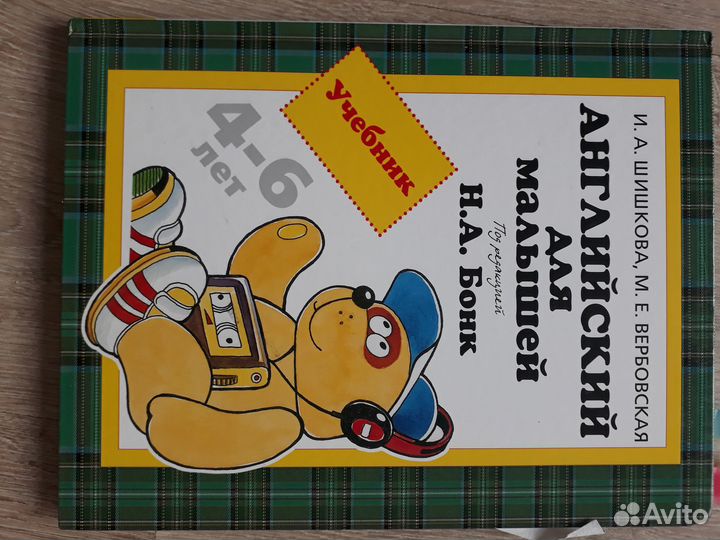 И. А. ШИШКОВА, М. Е. ВЕРБОВСКАЯ
АНГЛИЙСКИЙ
ДЛЯ
МАЛЫШЕЙ
Под редакцией
Н.А. Бонк
Учебник
4-6
лет
Avito